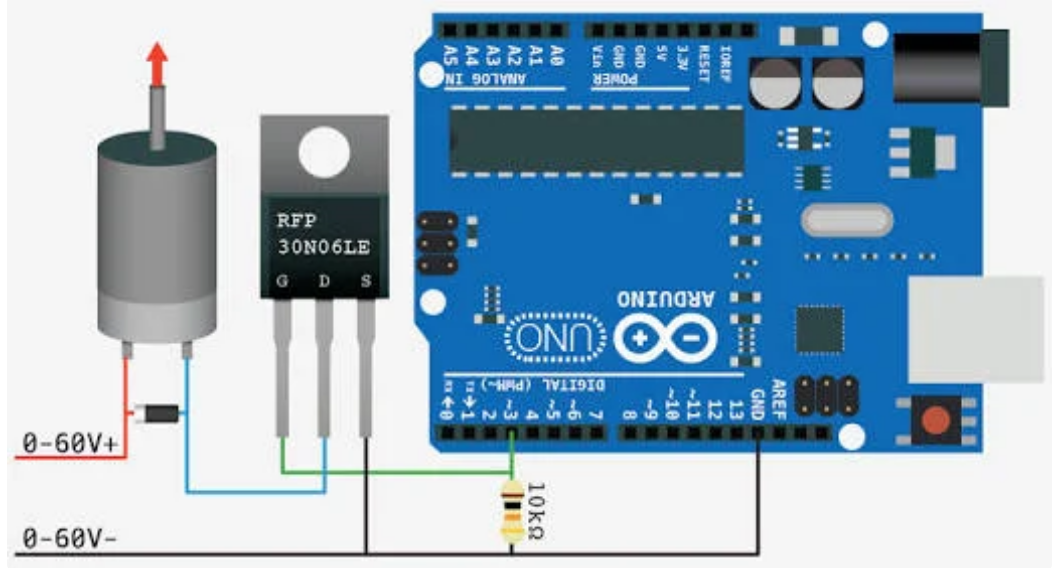 A5 A4 A3 A2 A1 A0
ANALOG IN
Vin GND GND 5V 3.3V RESET IOREF
POWER
RFP
30N06LE
G D S
ARDUINO
UNO
DIGITAL (PWM~)
RX←0 TX→1 2 ~3 4 ~5 ~6 7 8 ~9 ~10 ~11 12 13 GND AREF
0-60V+
10kΩ
0-60V-